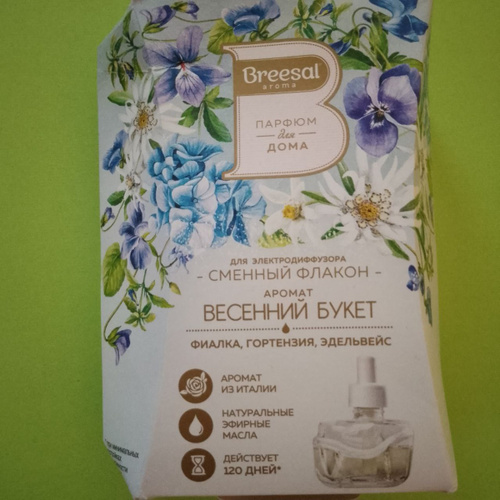 Breesal
aroma
ПАРФЮМ
для
ДОМА
ДЛЯ ЭЛЕКТРОДИФФУЗОРА
- СМЕННЫЙ ФЛАКОН -
АРОМАТ
ВЕСЕННИЙ БУКЕТ
ФИАЛКА, ГОРТЕНЗИЯ, ЭДЕЛЬВЕЙС
АРОМАТ
ИЗ ИТАЛИИ
НАТУРАЛЬНЫЕ
ЭФИРНЫЕ
МАСЛА
ДЕЙСТВУЕТ
120 ДНЕЙ*